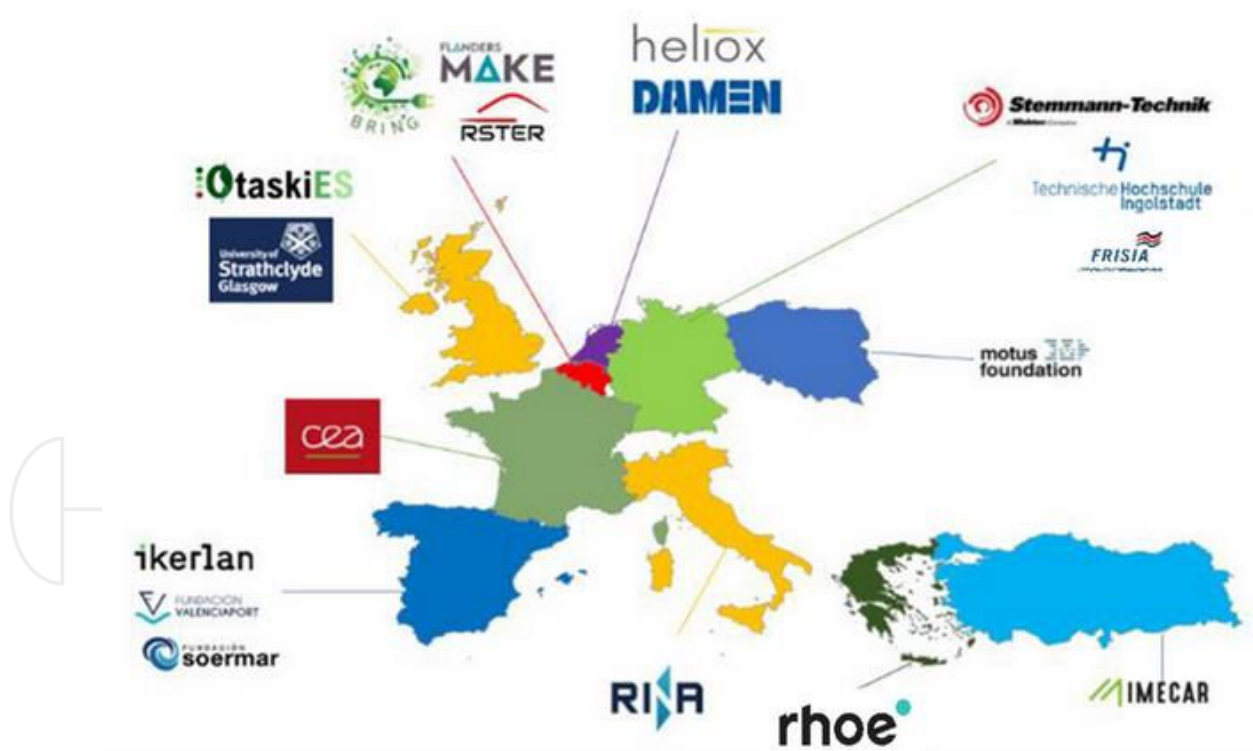 BRING
FLANDERS
MAKE
RSTER
heliox
DAMEN
Stemmann-Technik
Technische Hochschule
Ingolstadt
FRISIA
OtaskiES
University of
Strathclyde
Glasgow
motus
foundation
cea
ikerlan
FUNDACIÓN
VALENCIAPORT
FUNDACIÓN
soermar
RINA
rhoe
IMECAR